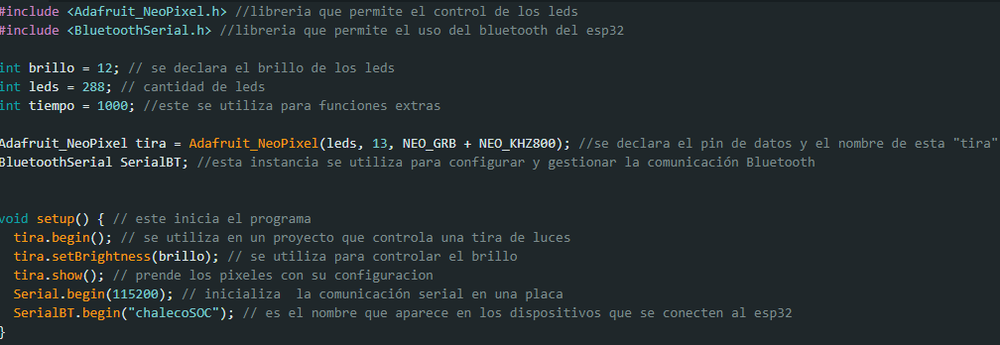 #include <Adafruit_NeoPixel.h> //libreria que permite el control de los leds
#include <BluetoothSerial.h> //libreria que permite el uso del bluetooth del esp32
int brillo = 12; // se declara el brillo de los leds
int leds = 288; // cantidad de leds
int tiempo = 1000; //este se utiliza para funciones extras
Adafruit_NeoPixel tira = Adafruit_NeoPixel(leds, 13, NEO_GRB + NEO_KHZ800); //se declara el pin de datos y el nombre de esta "tira"
BluetoothSerial SerialBT; //esta instancia se utiliza para configurar y gestionar la comunicación Bluetooth
void setup() { // este inicia el programa
  tira.begin(); // se utiliza en un proyecto que controla una tira de luces
  tira.setBrightness(brillo); // se utiliza para controlar el brillo
  tira.show(); // prende los pixeles con su configuracion
  Serial.begin(115200); // inicializa  la comunicación serial en una placa
  SerialBT.begin("chalecoSOC"); // es el nombre que aparece en los dispositivos que se conecten al esp32
}